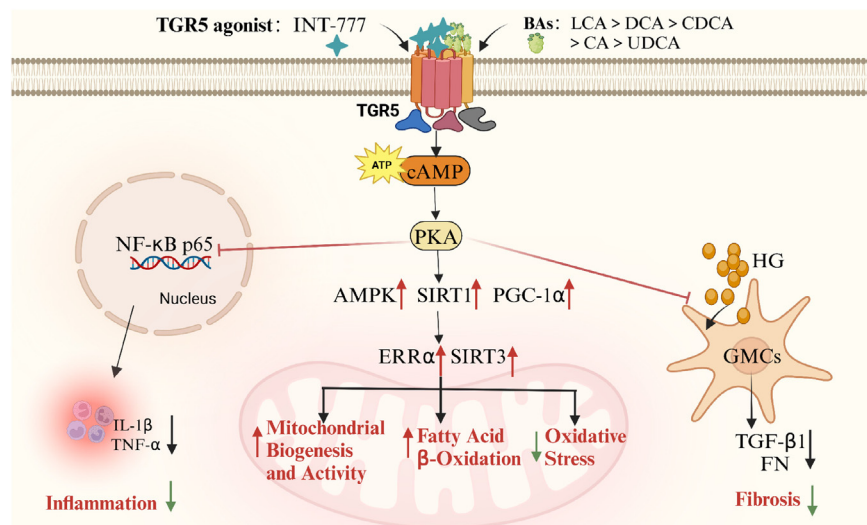 TGR5 agonist: INT-777
BAs: LCA > DCA > CDCA
> CA > UDCA
TGR5
ATP
cAMP
PKA
NF-κB p65
Nucleus
HG
AMPK SIRT1 PGC-1α
ERRα SIRT3
GMCs
IL-1β
TNF-α
Mitochondrial
Biogenesis
and Activity
Fatty Acid
β-Oxidation
Oxidative
Stress
TGF-β1
FN
Inflammation
Fibrosis